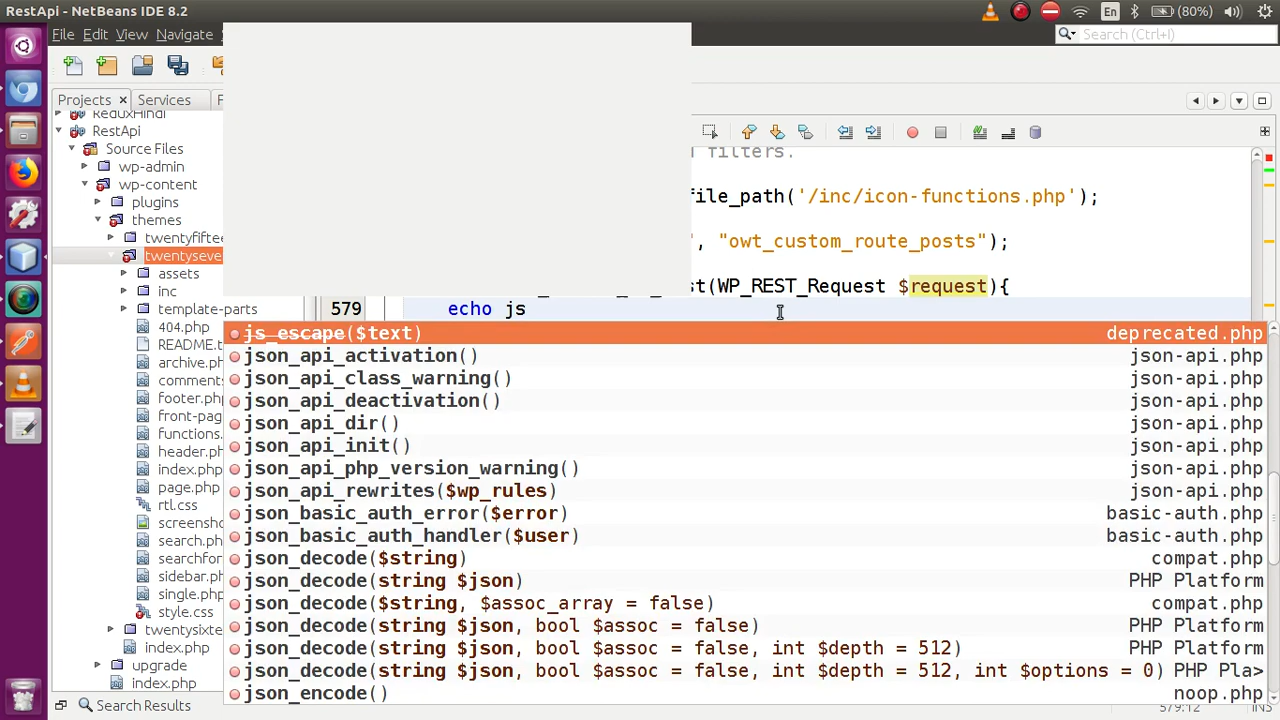 RestApi - NetBeans IDE 8.2
En
(80%)
File Edit View Navigate
Search (Ctrl+I)
Projects
Services
ReduxHindi
RestApi
Source Files
wp-admin
wp-content
plugins
themes
twentyfiftee
twentyseve
assets
inc
template-parts
404.php
README.t
archive.php
comments
footer.php
front-pag
functions.
header.ph
index.php
page.php
rtl.css
screensho
search.ph
searchfor
sidebar.ph
single.php
style.css
twentysixte
index.php
upgrade
index.php
filters.
file_path('/inc/icon-functions.php');
", "owt_custom_route_posts");
st(WP_REST_Request $request){
579 echo js
js_escape($text) deprecated.php
json_api_activation() json-api.php
json_api_class_warning() json-api.php
json_api_deactivation() json-api.php
json_api_dir() json-api.php
json_api_init() json-api.php
json_api_php_version_warning() json-api.php
json_api_rewrites($wp_rules) json-api.php
json_basic_auth_error($error) basic-auth.php
json_basic_auth_handler($user) basic-auth.php
json_decode($string) compat.php
json_decode(string $json) PHP Platform
json_decode($string, $assoc_array = false) compat.php
json_decode(string $json, bool $assoc = false) PHP Platform
json_decode(string $json, bool $assoc = false, int $depth = 512) PHP Platform
json_decode(string $json, bool $assoc = false, int $depth = 512, int $options = 0) PHP Pla>
json_encode() noop.php
Search Results
579:12 INS